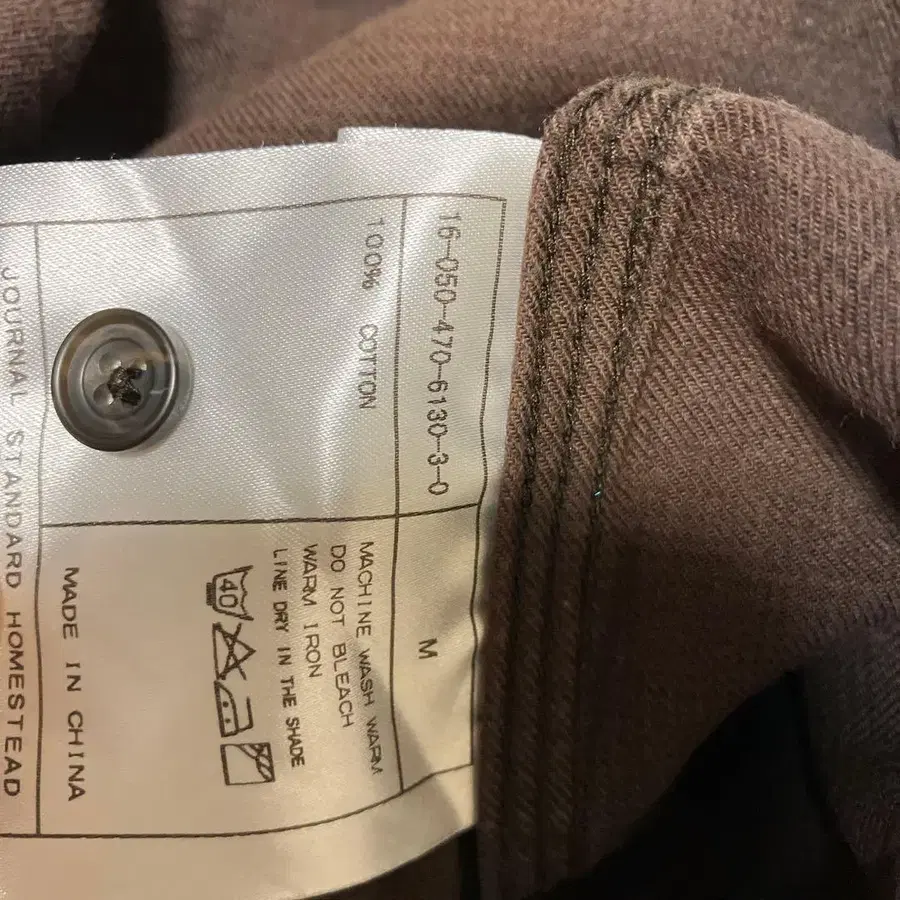 16-050-470-6130-3-0
M
100% COTTON
MACHINE WASH WARM
DO NOT BLEACH
WARM IRON
LINE DRY IN THE SHADE
40
MADE IN CHINA
JOURNAL STANDARD HOMESTEAD